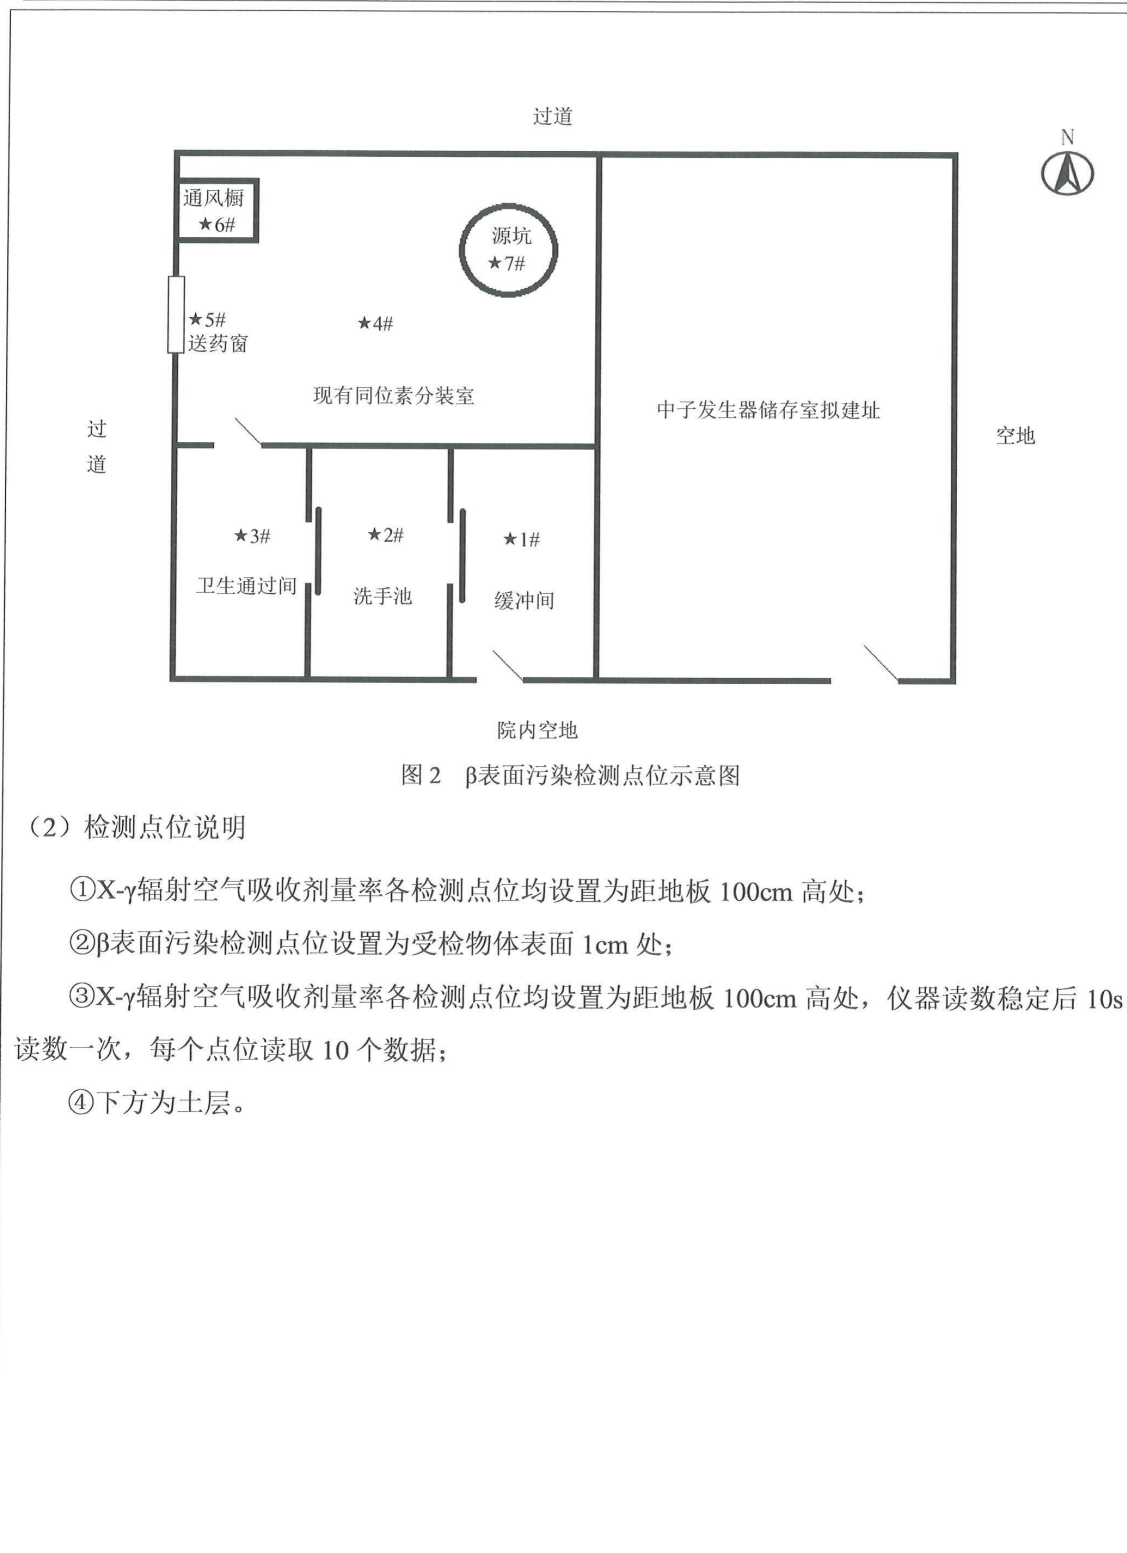 过道
N
通风橱
★6#
源坑
★7#
★5#
送药窗
★4#
现有同位素分装室
中子发生器储存室拟建址
过
道
空地
★3#
★2#
★1#
卫生通过间
洗手池
缓冲间
院内空地
图 2 β表面污染检测点位示意图
（2）检测点位说明
①X-γ辐射空气吸收剂量率各检测点位均设置为距地板 100cm 高处；
②β表面污染检测点位设置为受检物体表面 1cm 处；
③X-γ辐射空气吸收剂量率各检测点位均设置为距地板 100cm 高处，仪器读数稳定后 10s
读数一次，每个点位读取 10 个数据；
④下方为土层。